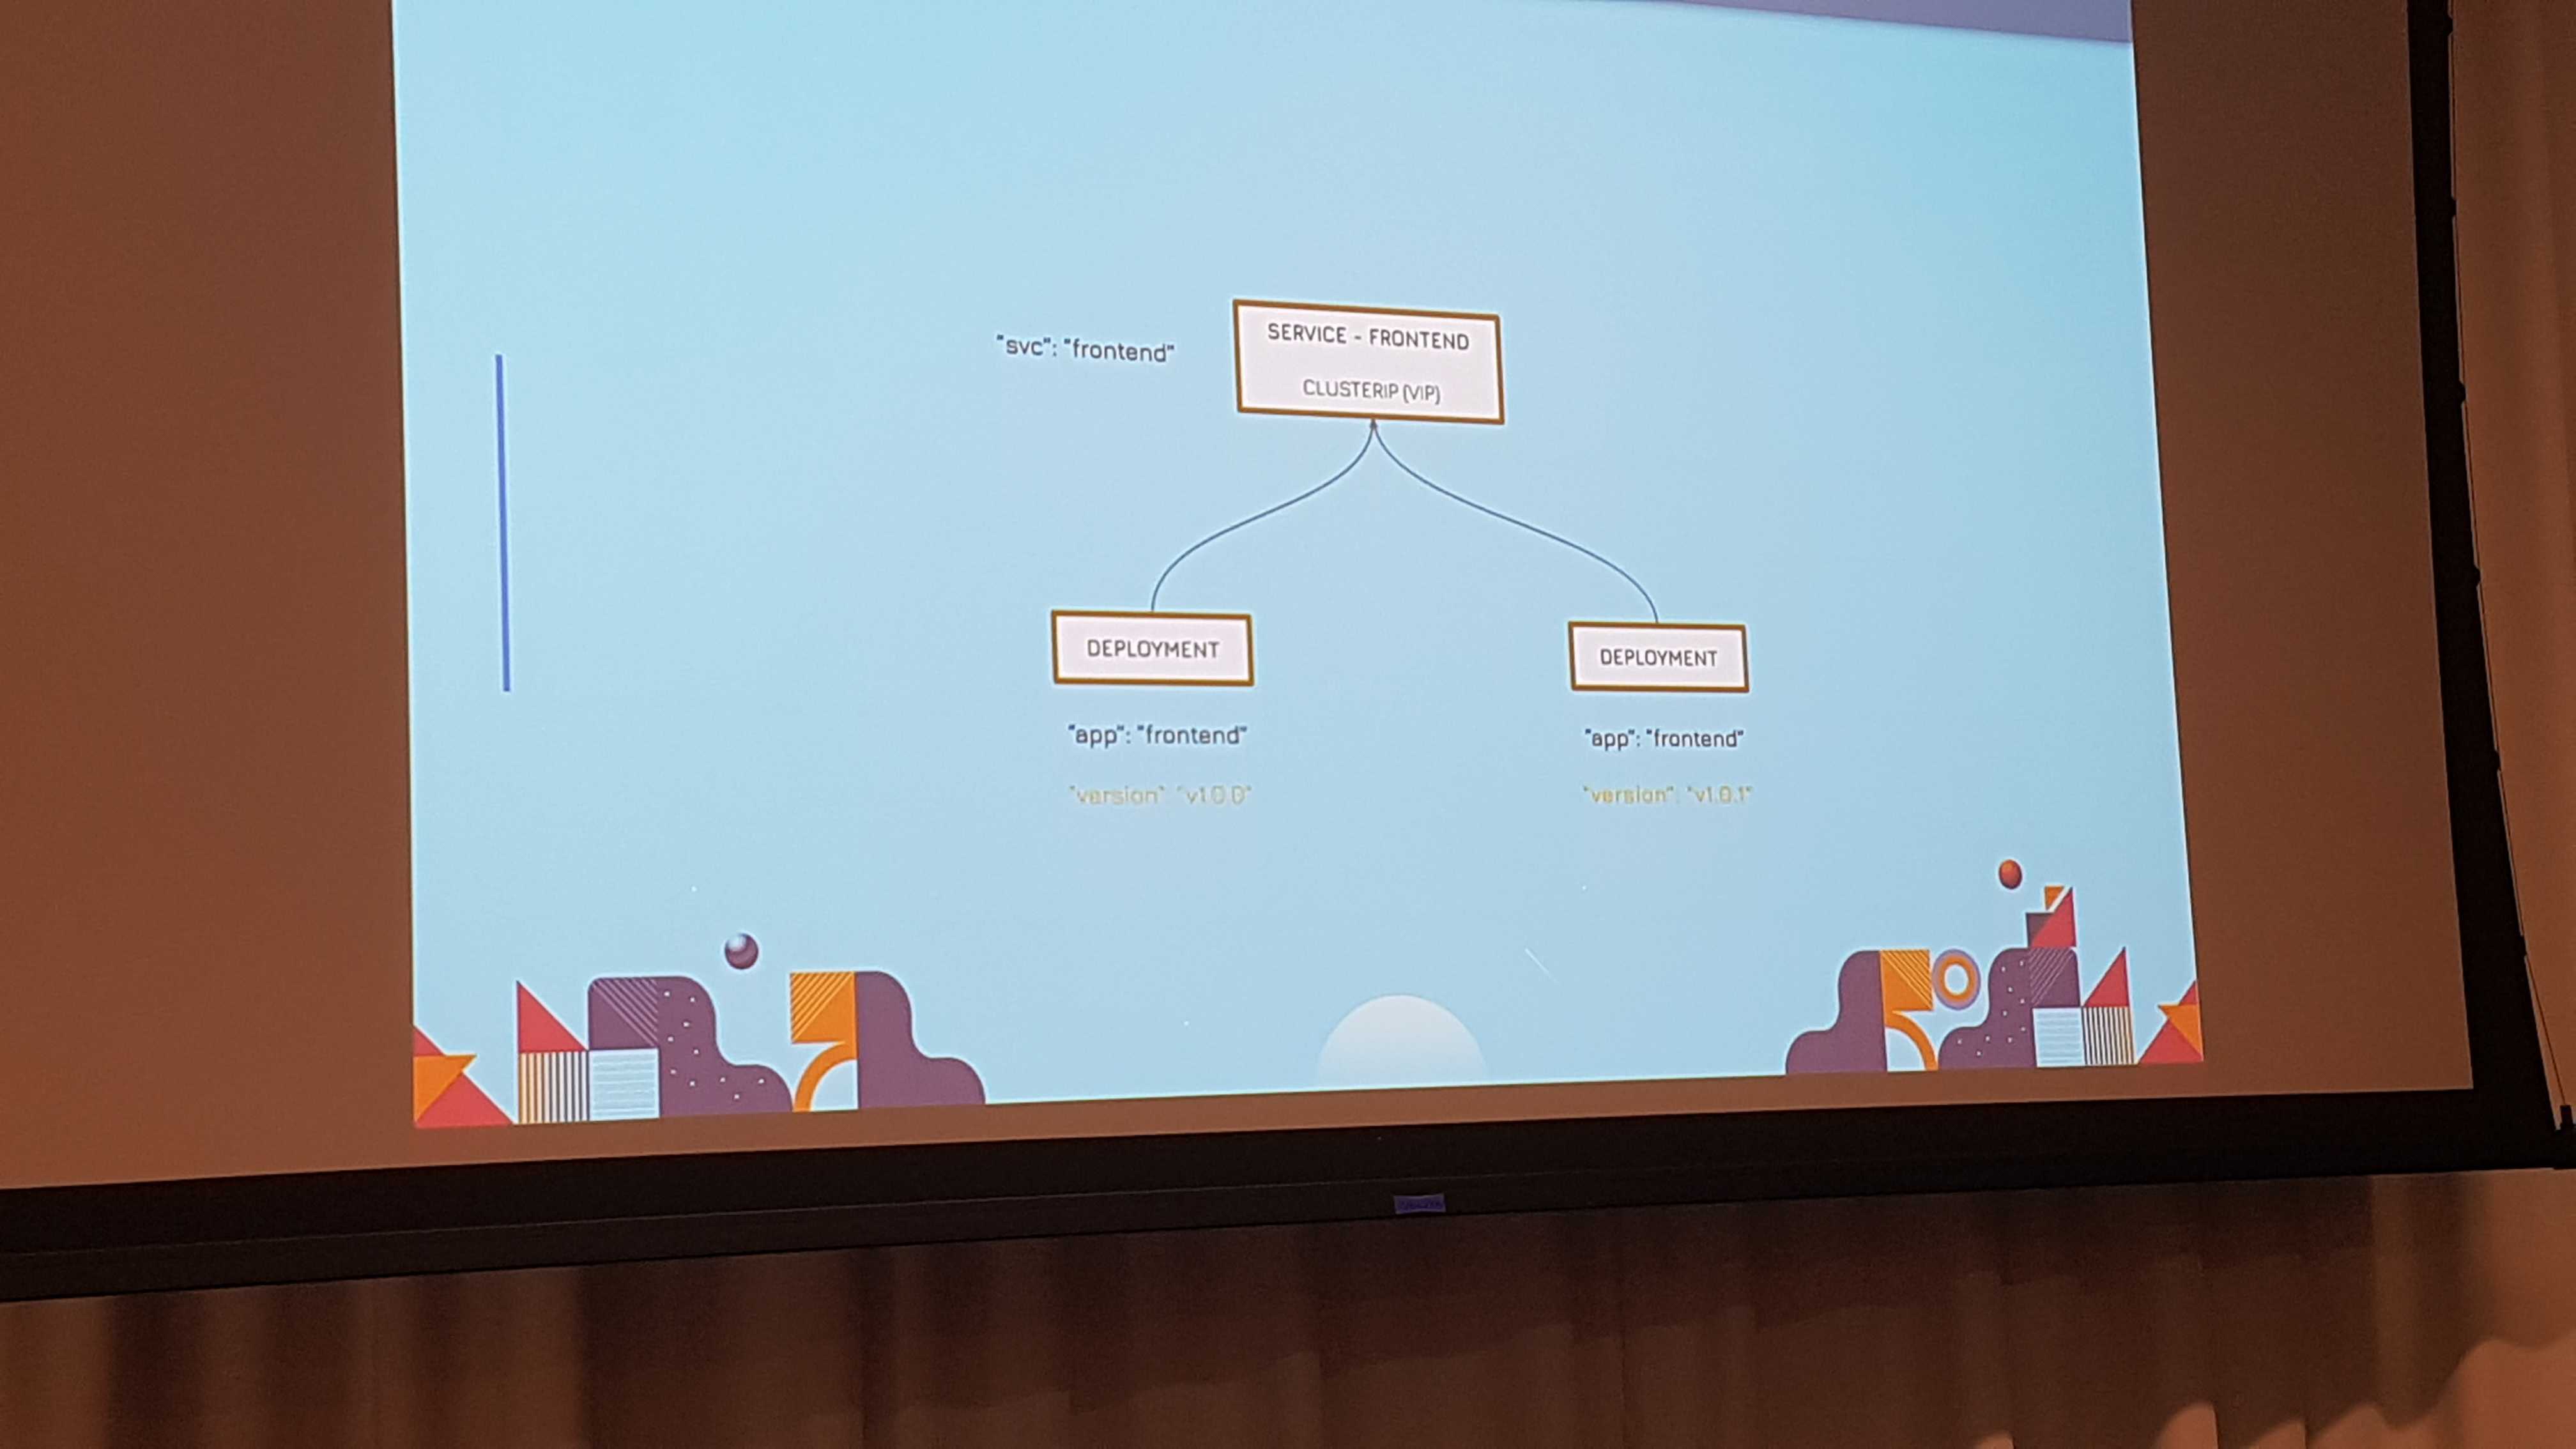 "svc": "frontend"
SERVICE - FRONTEND
CLUSTERIP (VIP)
DEPLOYMENT
DEPLOYMENT
"app": "frontend"
"app": "frontend"
"version": "v1.0.0"
"version": "v1.0.1"